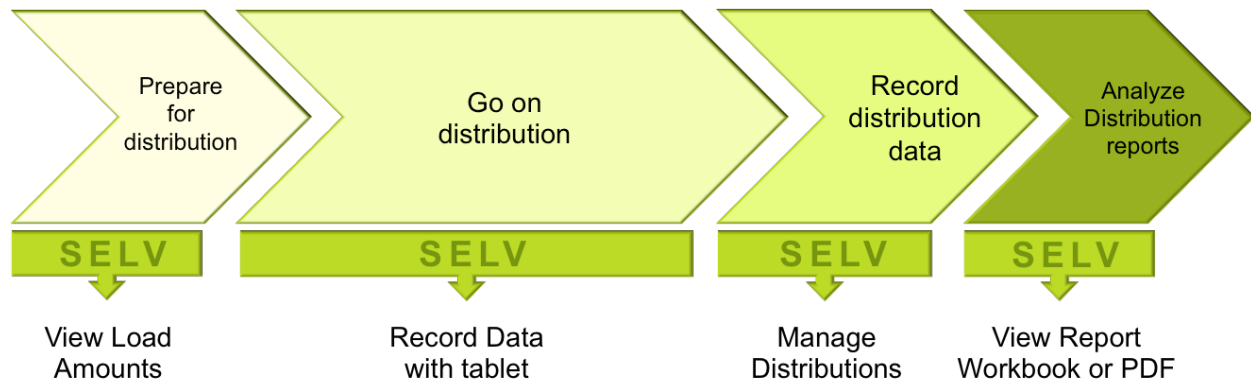 Prepare
for
distribution
Go on
distribution
Record
distribution
data
Analyze
Distribution
reports
SELV
SELV
SELV
SELV
View Load
Amounts
Record Data
with tablet
Manage
Distributions
View Report
Workbook or PDF